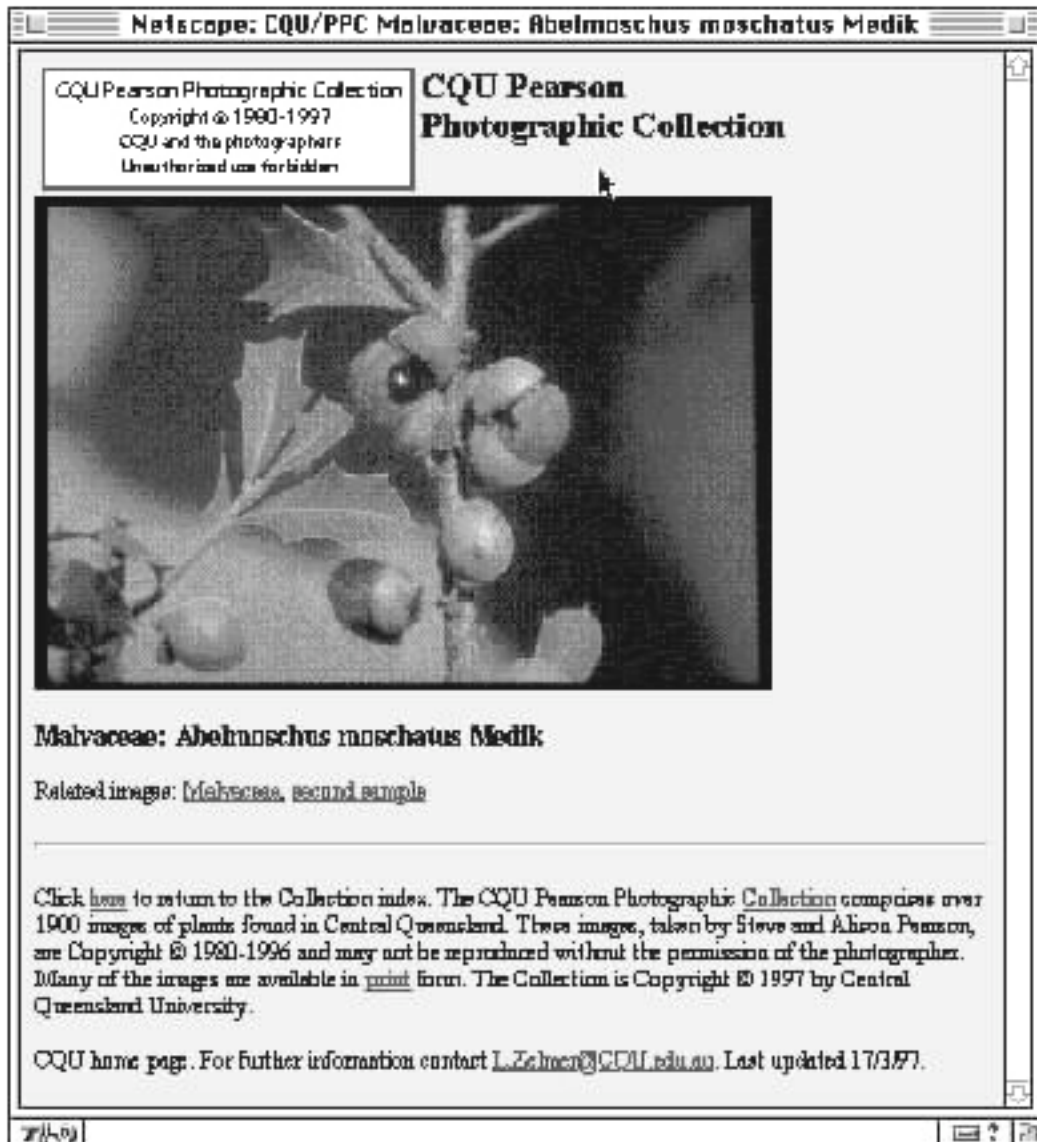 Netscape: CQU/PPC Malvaceae: Abelmoschus moschatus Medik
CQU Pearson Photographic Collection
Copyright © 1980-1997
CQU and the photographers
Unauthorized use forbidden
CQU Pearson
Photographic Collection
Malvaceae: Abelmoschus moschatus Medik
Related images: Malvaceae, second sample
Click here to return to the Collection index. The CQU Pearson Photographic Collection comprises over
1900 images of plants found in Central Queensland. These images, taken by Steve and Alison Pearson,
are Copyright © 1980-1996 and may not be reproduced without the permission of the photographer.
Many of the images are available in print form. The Collection is Copyright © 1997 by Central
Queensland University.
CQU home page. For further information contact L.Zelmer@CQU.edu.au. Last updated 17/3/97.